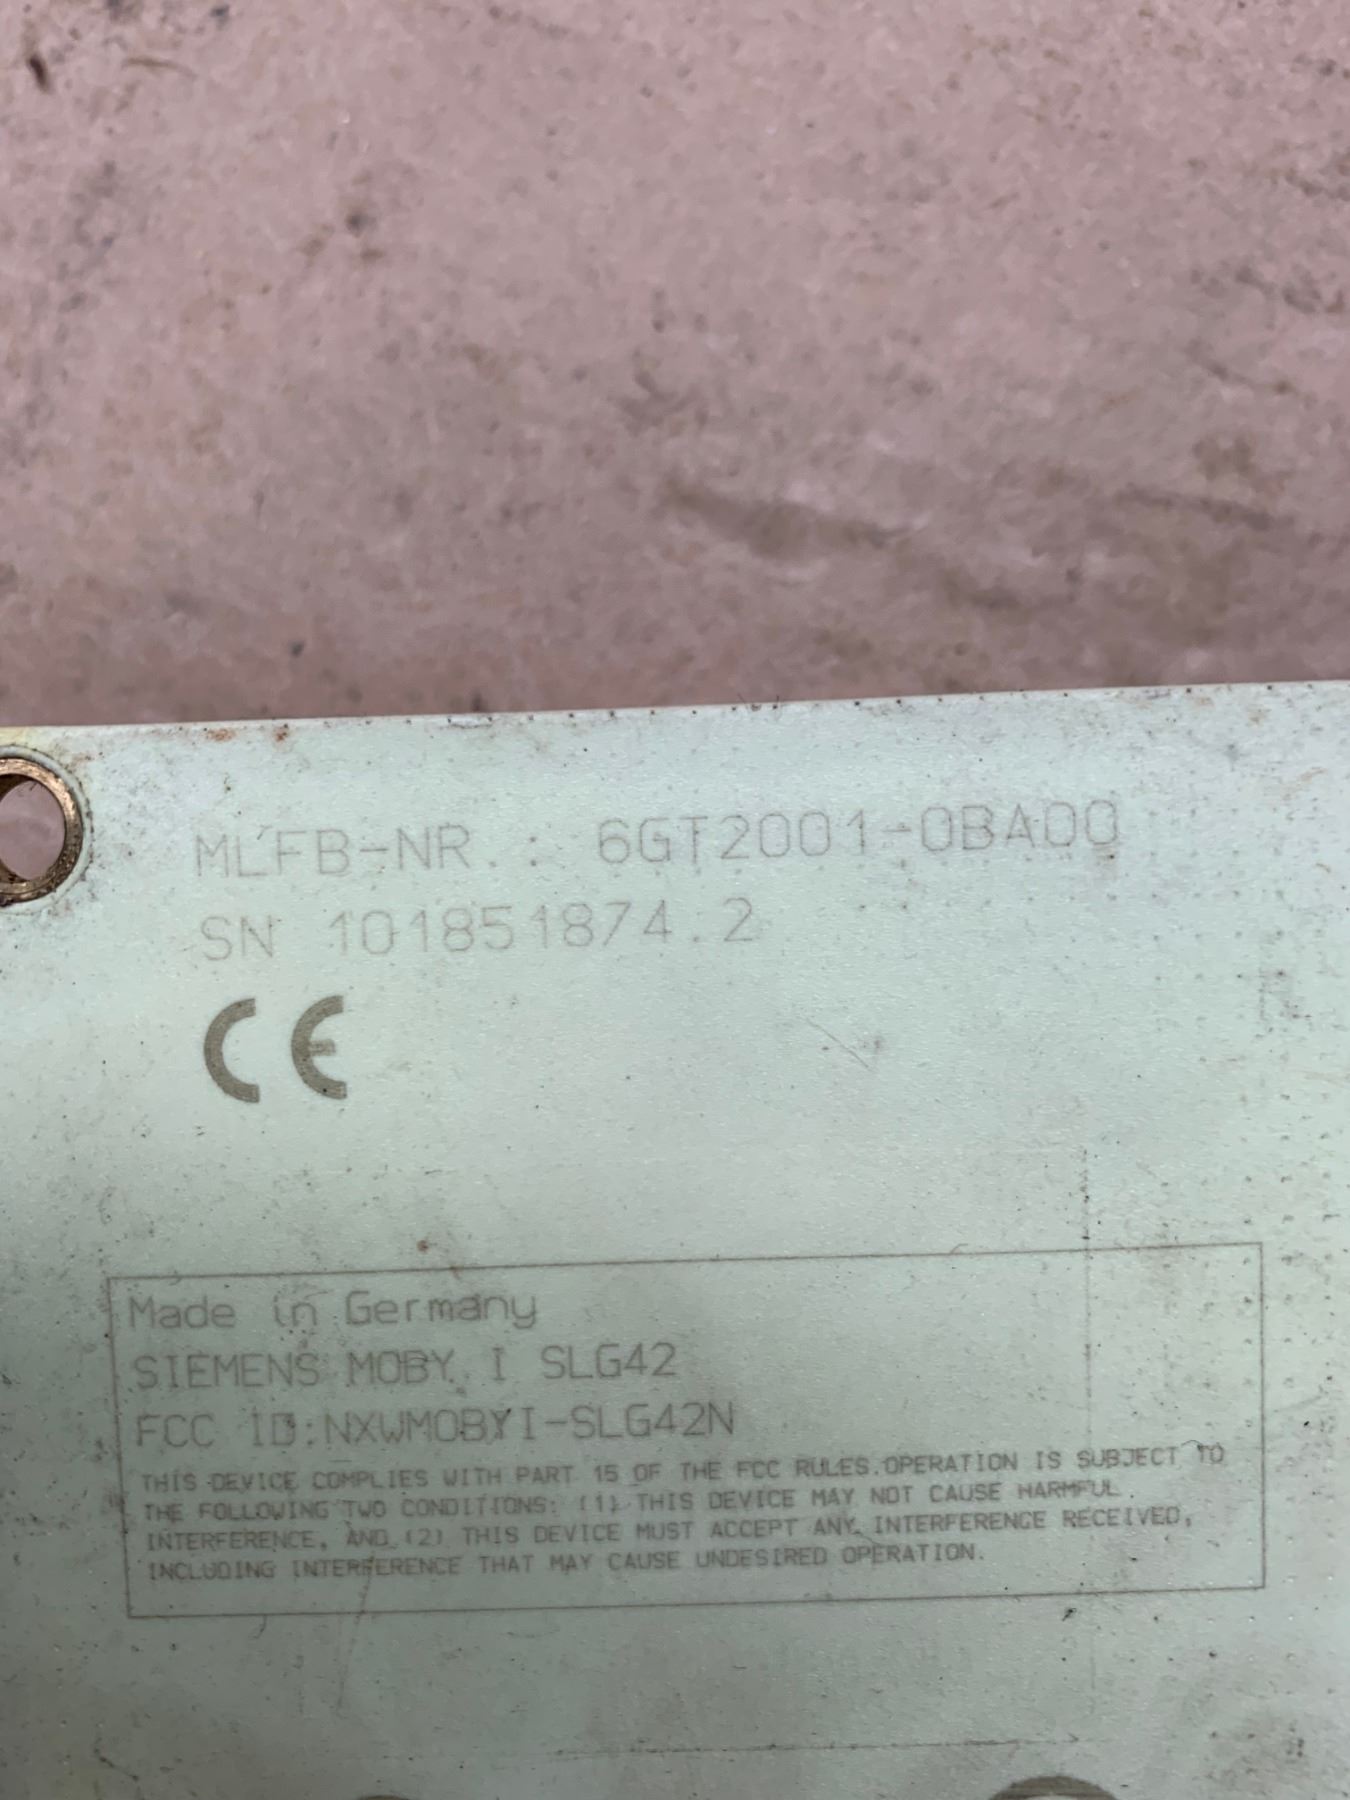 MLFB-NR.: 6GT2001-0BA00
SN 101851874.2
CE
Made in Germany
SIEMENS MOBY I SLG42
FCC ID:NXWMOBYI-SLG42N
THIS DEVICE COMPLIES WITH PART 15 OF THE FCC RULES.OPERATION IS SUBJECT TO
THE FOLLOWING TWO CONDITIONS: (1) THIS DEVICE MAY NOT CAUSE HARMFUL
INTERFERENCE, AND (2) THIS DEVICE MUST ACCEPT ANY INTERFERENCE RECEIVED,
INCLUDING INTERFERENCE THAT MAY CAUSE UNDESIRED OPERATION.